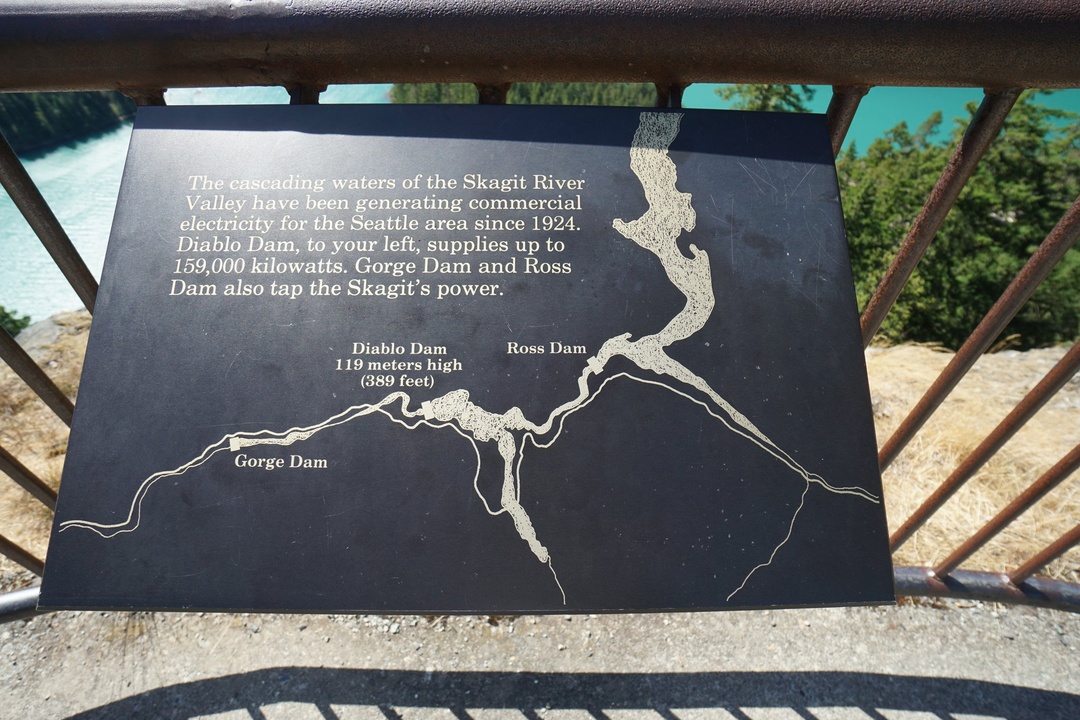 The cascading waters of the Skagit River
Valley have been generating commercial
electricity for the Seattle area since 1924.
Diablo Dam, to your left, supplies up to
159,000 kilowatts. Gorge Dam and Ross
Dam also tap the Skagit's power.
Diablo Dam
119 meters high
(389 feet)
Ross Dam
Gorge Dam